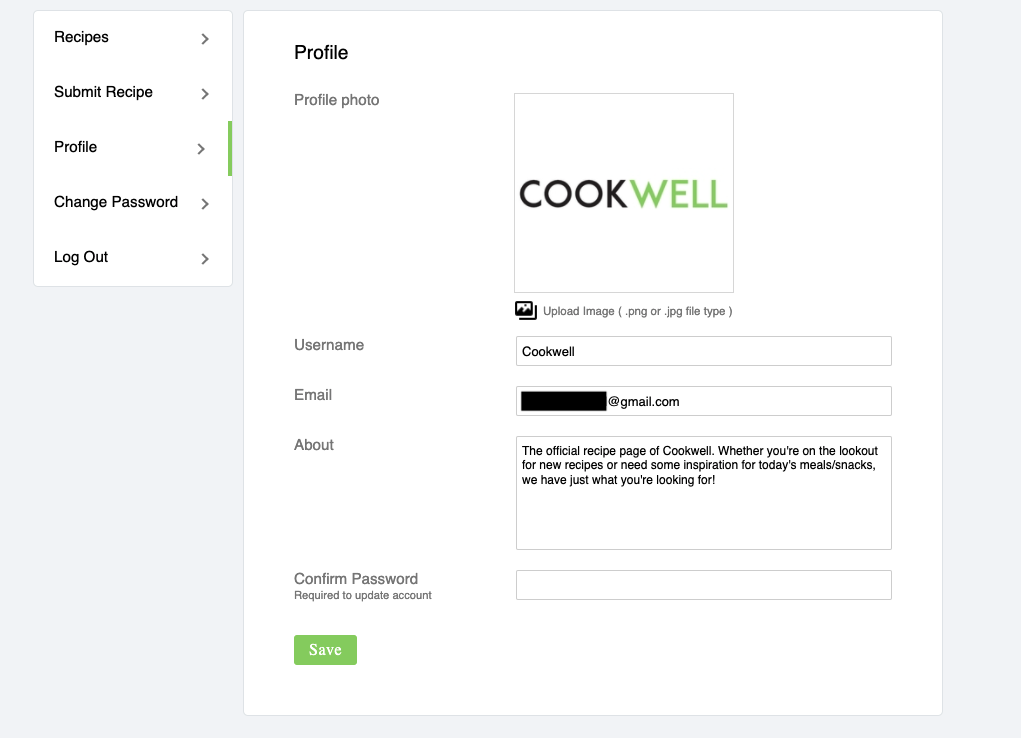 Recipes
Submit Recipe
Profile
Change Password
Log Out
Profile
Profile photo
COOKWELL
Upload Image ( .png or .jpg file type )
Username
Cookwell
Email
@gmail.com
About
The official recipe page of Cookwell. Whether you're on the lookout
for new recipes or need some inspiration for today's meals/snacks,
we have just what you're looking for!
Confirm Password
Required to update account
Save